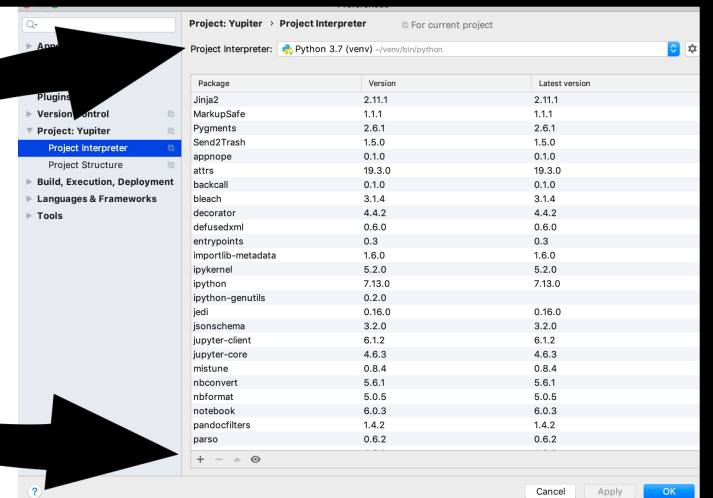 Project: Yupiter › Project Interpreter For current project
Project Interpreter: Python 3.7 (venv) ~/venv/bin/python
Plugins
Version Control
Project: Yupiter
Project Interpreter
Project Structure
Build, Execution, Deployment
Languages & Frameworks
Tools
Package Version Latest version
Jinja2 2.11.1 2.11.1
MarkupSafe 1.1.1 1.1.1
Pygments 2.6.1 2.6.1
Send2Trash 1.5.0 1.5.0
appnope 0.1.0 0.1.0
attrs 19.3.0 19.3.0
backcall 0.1.0 0.1.0
bleach 3.1.4 3.1.4
decorator 4.4.2 4.4.2
defusedxml 0.6.0 0.6.0
entrypoints 0.3 0.3
importlib-metadata 1.6.0 1.6.0
ipykernel 5.2.0 5.2.0
ipython 7.13.0 7.13.0
ipython-genutils 0.2.0
jedi 0.16.0 0.16.0
jsonschema 3.2.0 3.2.0
jupyter-client 6.1.2 6.1.2
jupyter-core 4.6.3 4.6.3
mistune 0.8.4 0.8.4
nbconvert 5.6.1 5.6.1
nbformat 5.0.5 5.0.5
notebook 6.0.3 6.0.3
pandocfilters 1.4.2 1.4.2
parso 0.6.2 0.6.2
? Cancel Apply OK